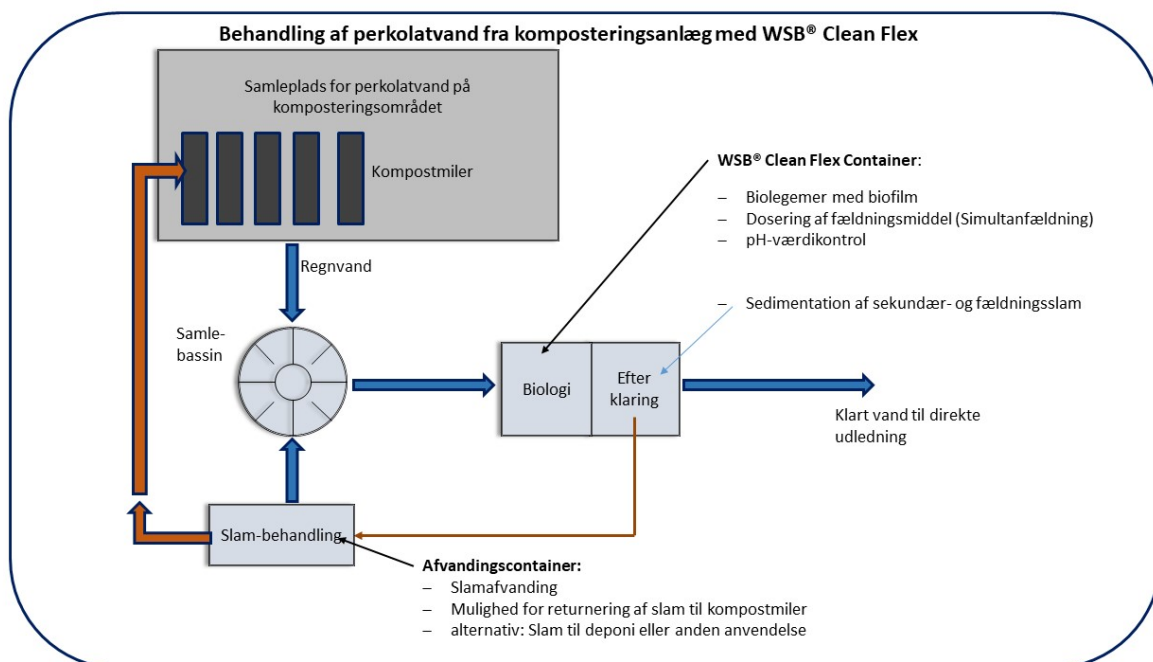 Behandling af perkolatvand fra komposteringsanlæg med WSB® Clean Flex
Samleplads for perkolatvand på
komposteringsområdet
Kompostmiler
Regnvand
Samle-
bassin
WSB® Clean Flex Container:
– Biolegemer med biofilm
– Dosering af fældningsmiddel (Simultanfældning)
– pH-værdikontrol
– Sedimentation af sekundær- og fældningsslam
Biologi
Efter
klaring
Klart vand til direkte
udledning
Slam-behandling
Afvandingscontainer:
– Slamafvanding
– Mulighed for returnering af slam til kompostmiler
– alternativ: Slam til deponi eller anden anvendelse